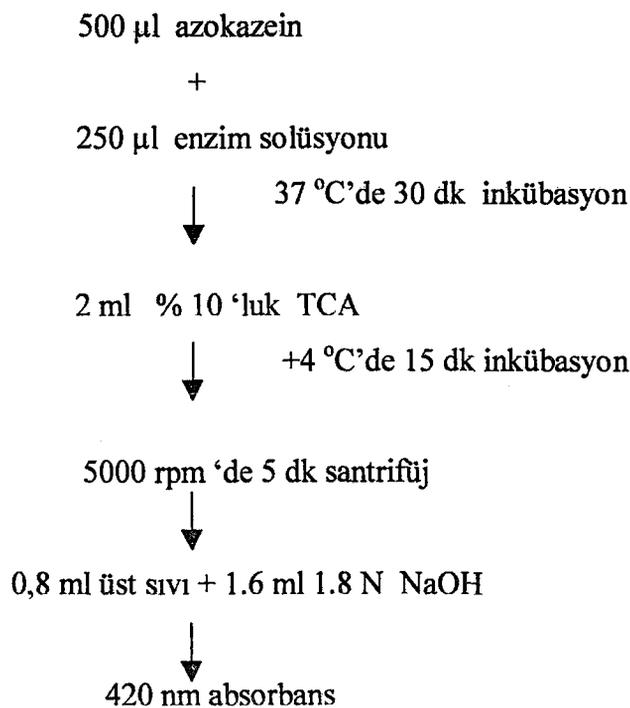 500 µl azokazein
+
250 µl enzim solüsyonu
37 °C’de 30 dk inkübasyon
2 ml % 10 ‘luk TCA
+4 °C’de 15 dk inkübasyon
5000 rpm ‘de 5 dk santrifüj
0,8 ml üst sıvı + 1.6 ml 1.8 N NaOH
420 nm absorbans